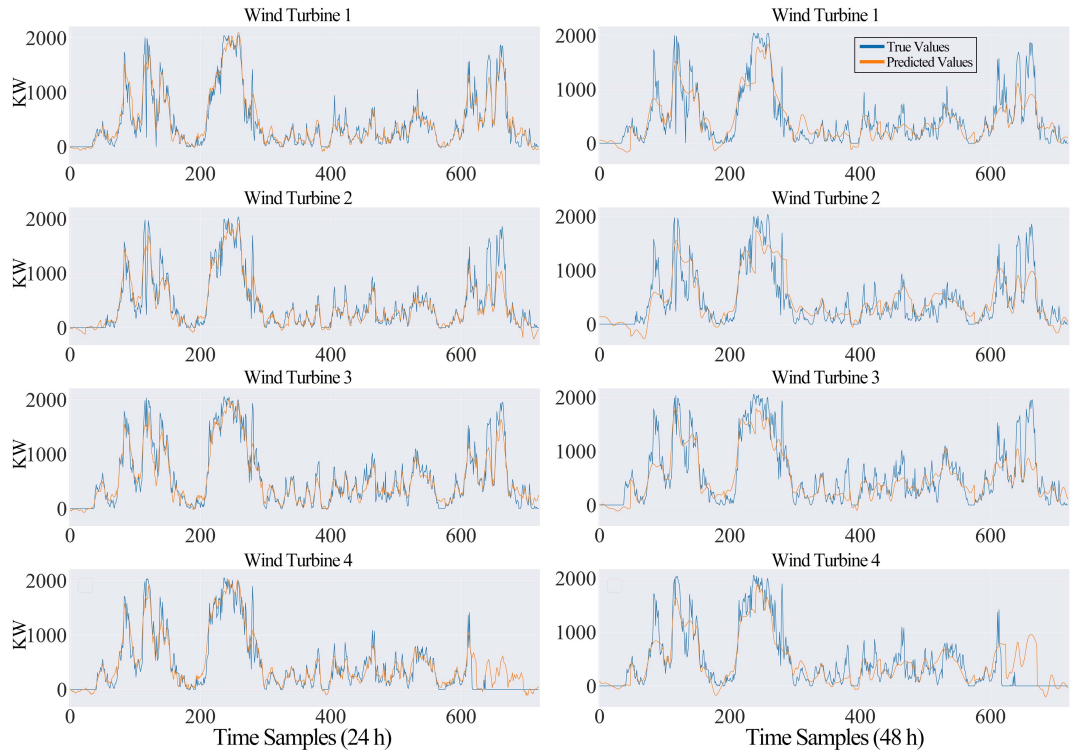 Wind Turbine 1
Wind Turbine 1
KW
2000
1000
0
0 200 400 600
2000
1000
0
0 200 400 600
True Values
Predicted Values
Wind Turbine 2
Wind Turbine 2
KW
2000
1000
0
0 200 400 600
2000
1000
0
0 200 400 600
Wind Turbine 3
Wind Turbine 3
KW
2000
1000
0
0 200 400 600
2000
1000
0
0 200 400 600
Wind Turbine 4
Wind Turbine 4
KW
2000
1000
0
0 200 400 600
2000
1000
0
0 200 400 600
Time Samples (24 h)
Time Samples (48 h)